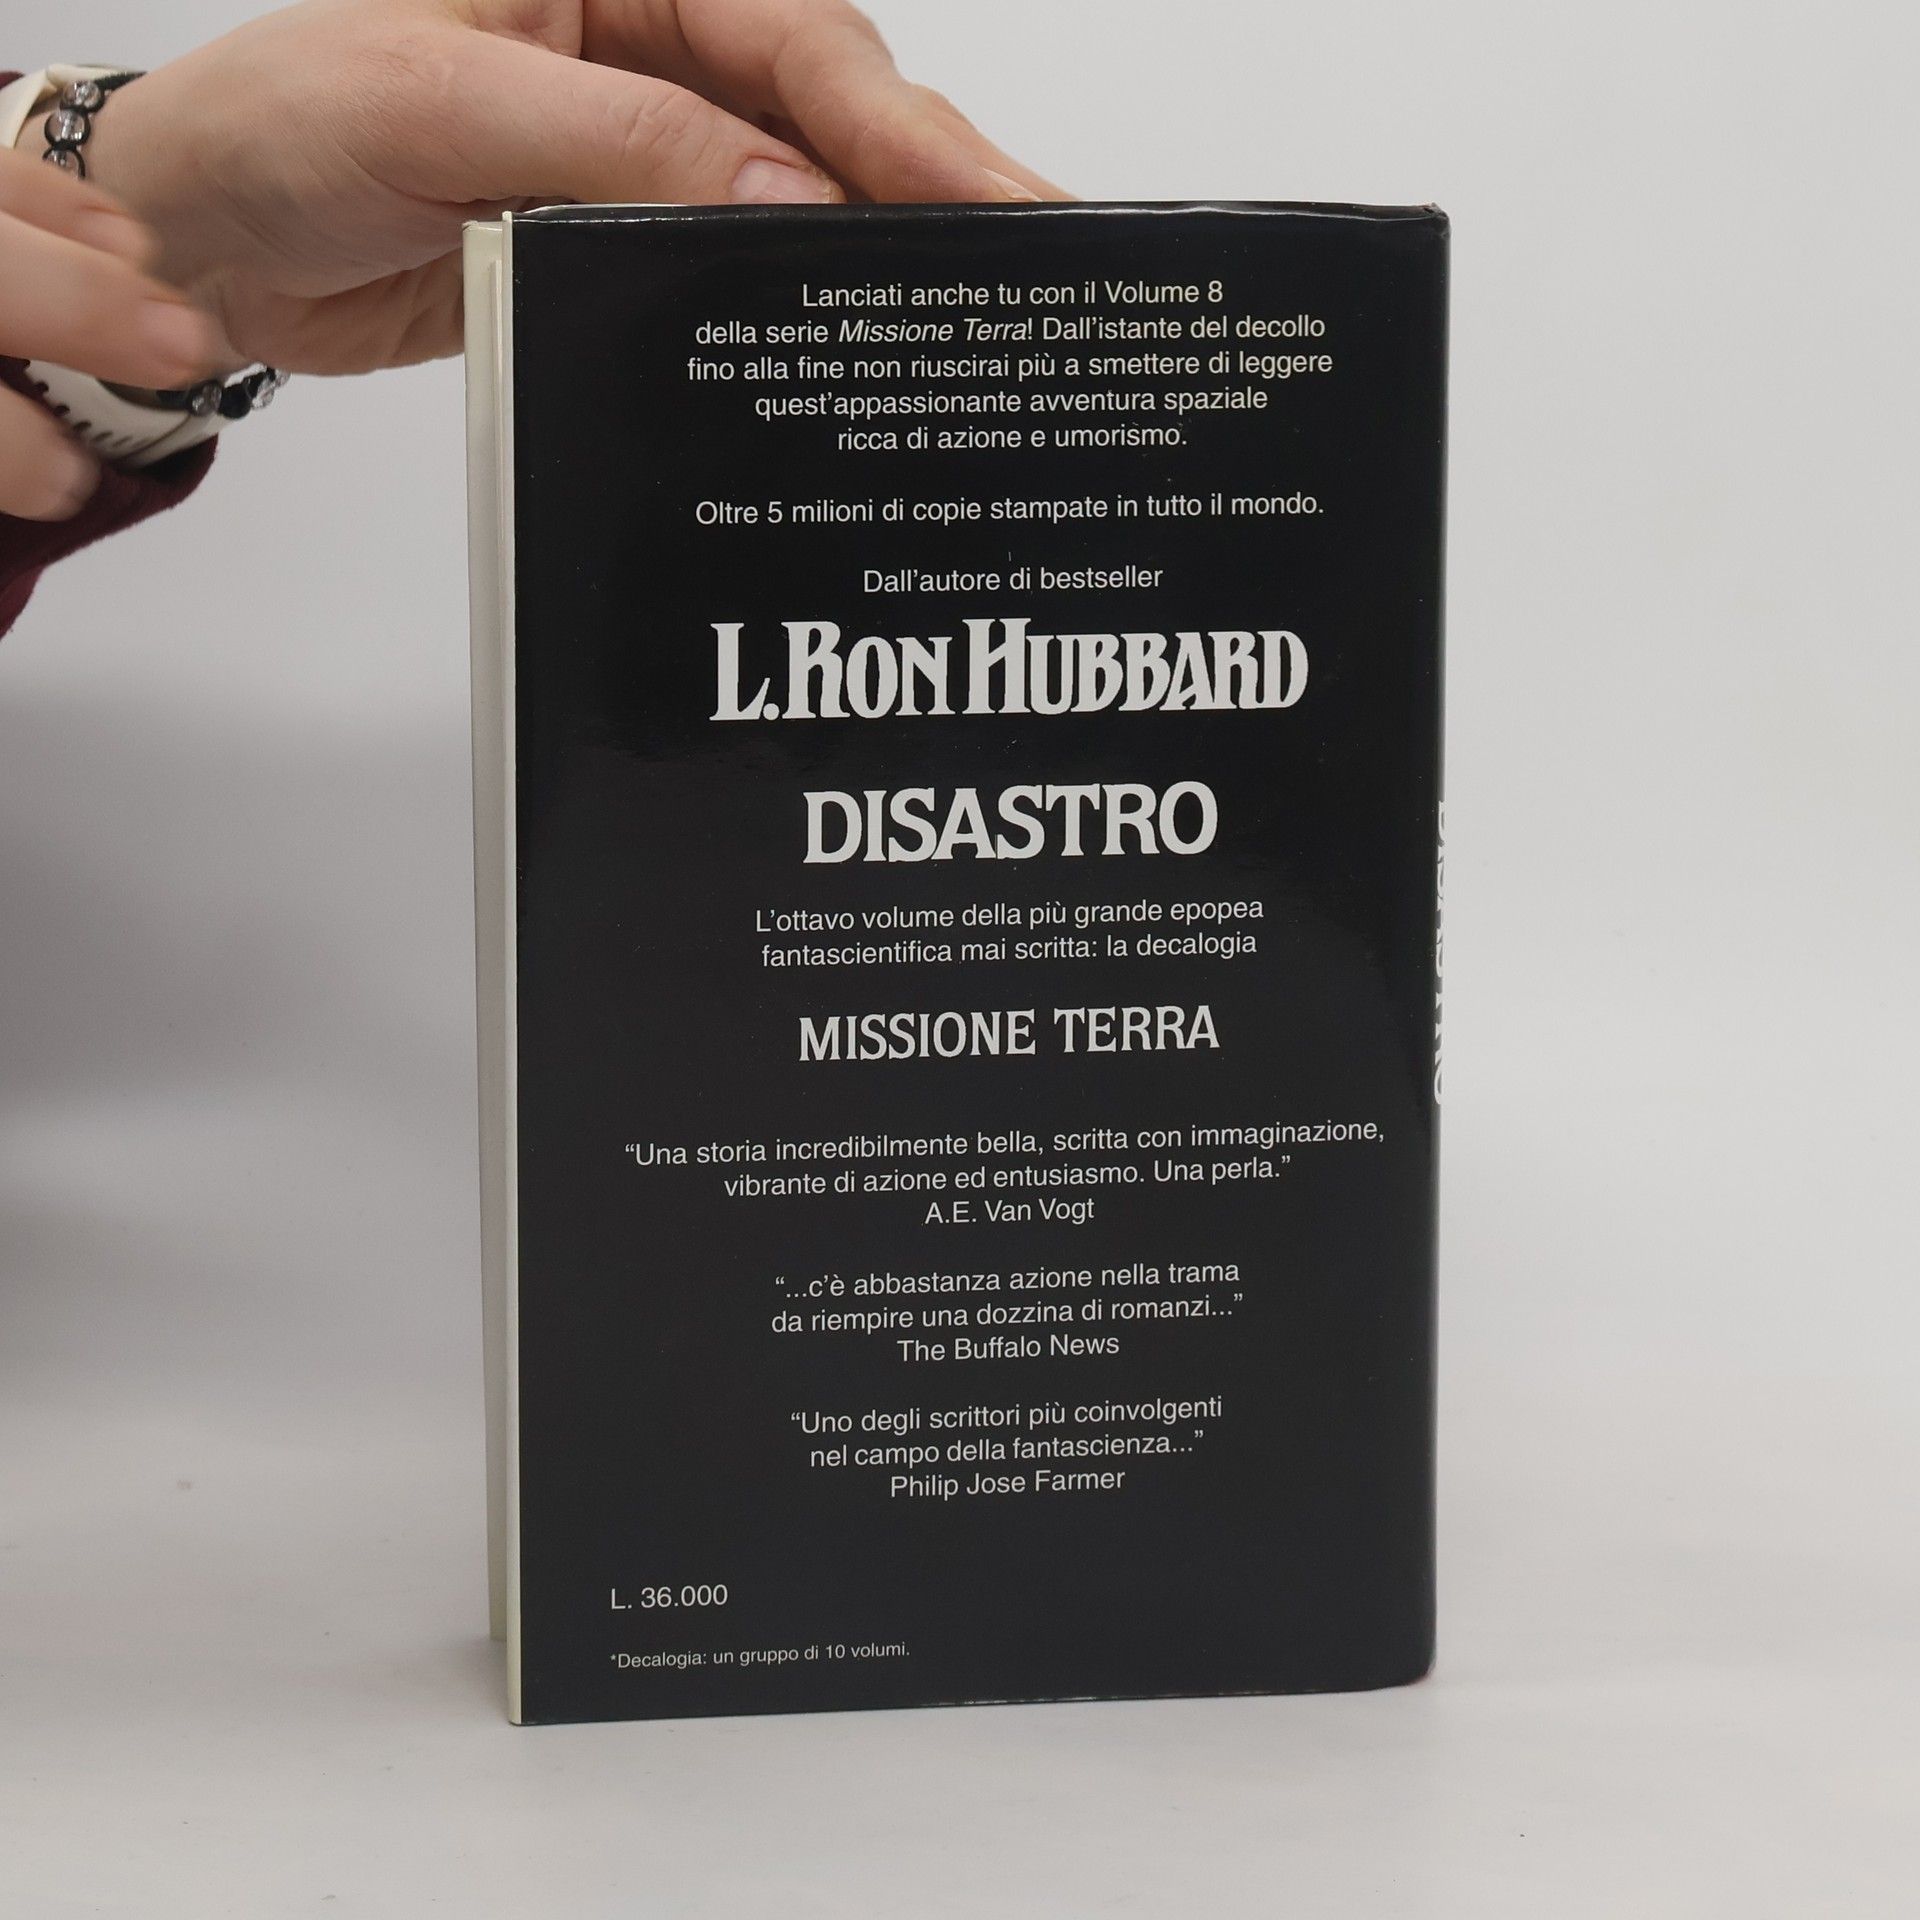 Lanciati anche tu con il Volume 8
della serie Missione Terra! Dall'istante del decollo
fino alla fine non riuscirai più a smettere di leggere
quest'appassionante avventura spaziale
ricca di azione e umorismo.
Oltre 5 milioni di copie stampate in tutto il mondo.
Dall'autore di bestseller
L. RON HUBBARD
DISASTRO
L'ottavo volume della più grande epopea
fantascientifica mai scritta: la decalogia
MISSIONE TERRA
“Una storia incredibilmente bella, scritta con immaginazione,
vibrante di azione ed entusiasmo. Una perla.”
A.E. Van Vogt
“...c'è abbastanza azione nella trama
da riempire una dozzina di romanzi...”
The Buffalo News
“Uno degli scrittori più coinvolgenti
nel campo della fantascienza...”
Philip Jose Farmer
L. 36.000
*Decalogia: un gruppo di 10 volumi.
DISASTRO